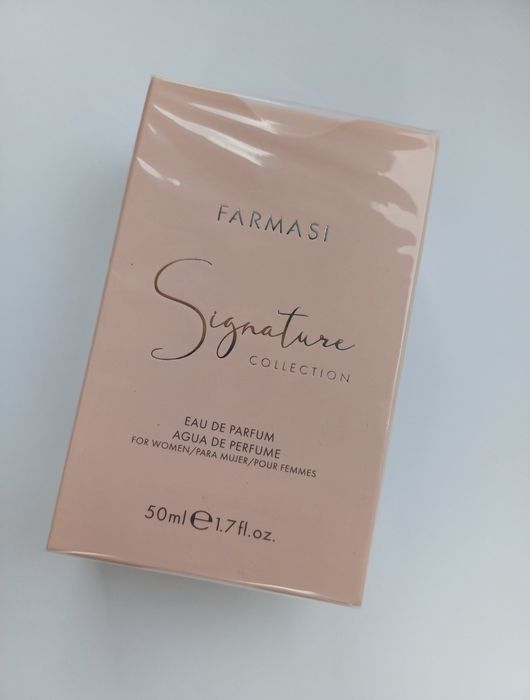 FARMASI
Signature
COLLECTION
EAU DE PARFUM
AGUA DE PERFUME
FOR WOMEN/PARA MUJER/POUR FEMMES
50ml ℮ 1.7fl.oz.